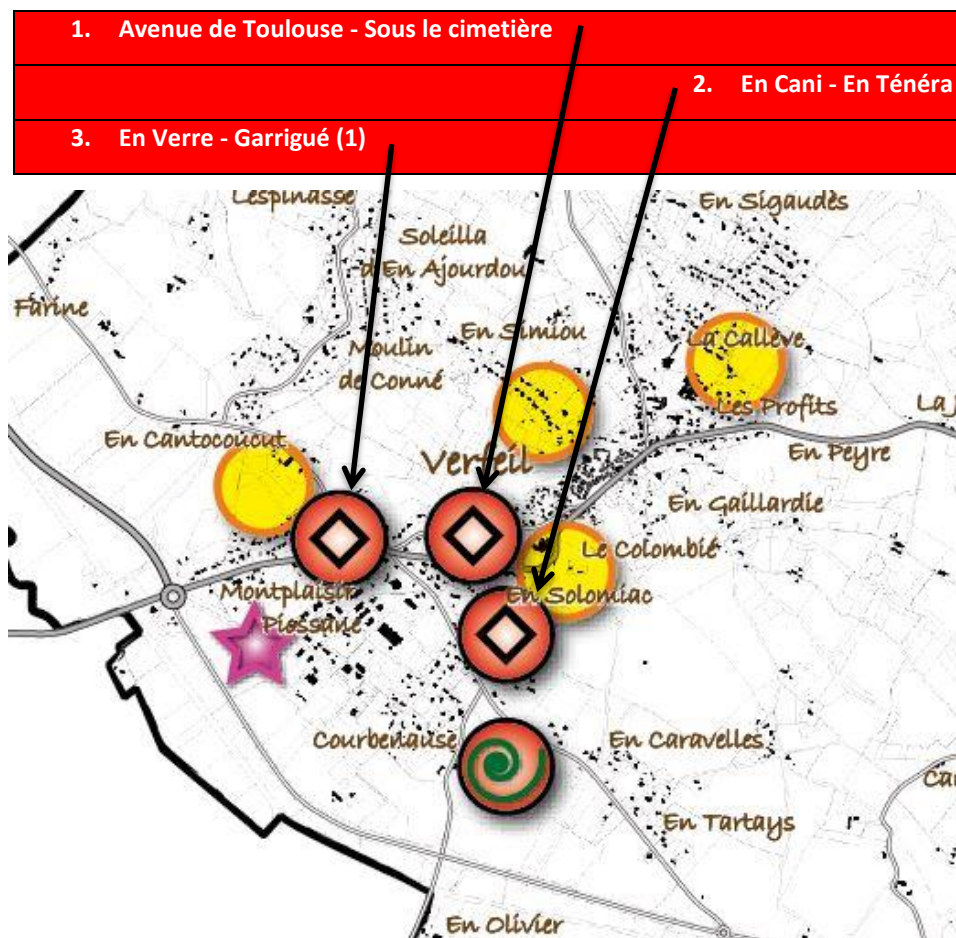 1. Avenue de Toulouse - Sous le cimetière
2. En Cani - En Ténéra
3. En Verre - Garrigué (1)
Lespinasse
En Sigaudès
Soleilla
d'En Ajourdou
Farine
En Simiou
La Callève
Moulin
de Conné
Les Profits
En Cantocoucut
Verfeil
En Peyre
En Gaillardie
Le Colombié
Montplaisir
En Solomiac
Piossane
Courbenause
En Caravelles
En Tartays
En Olivier